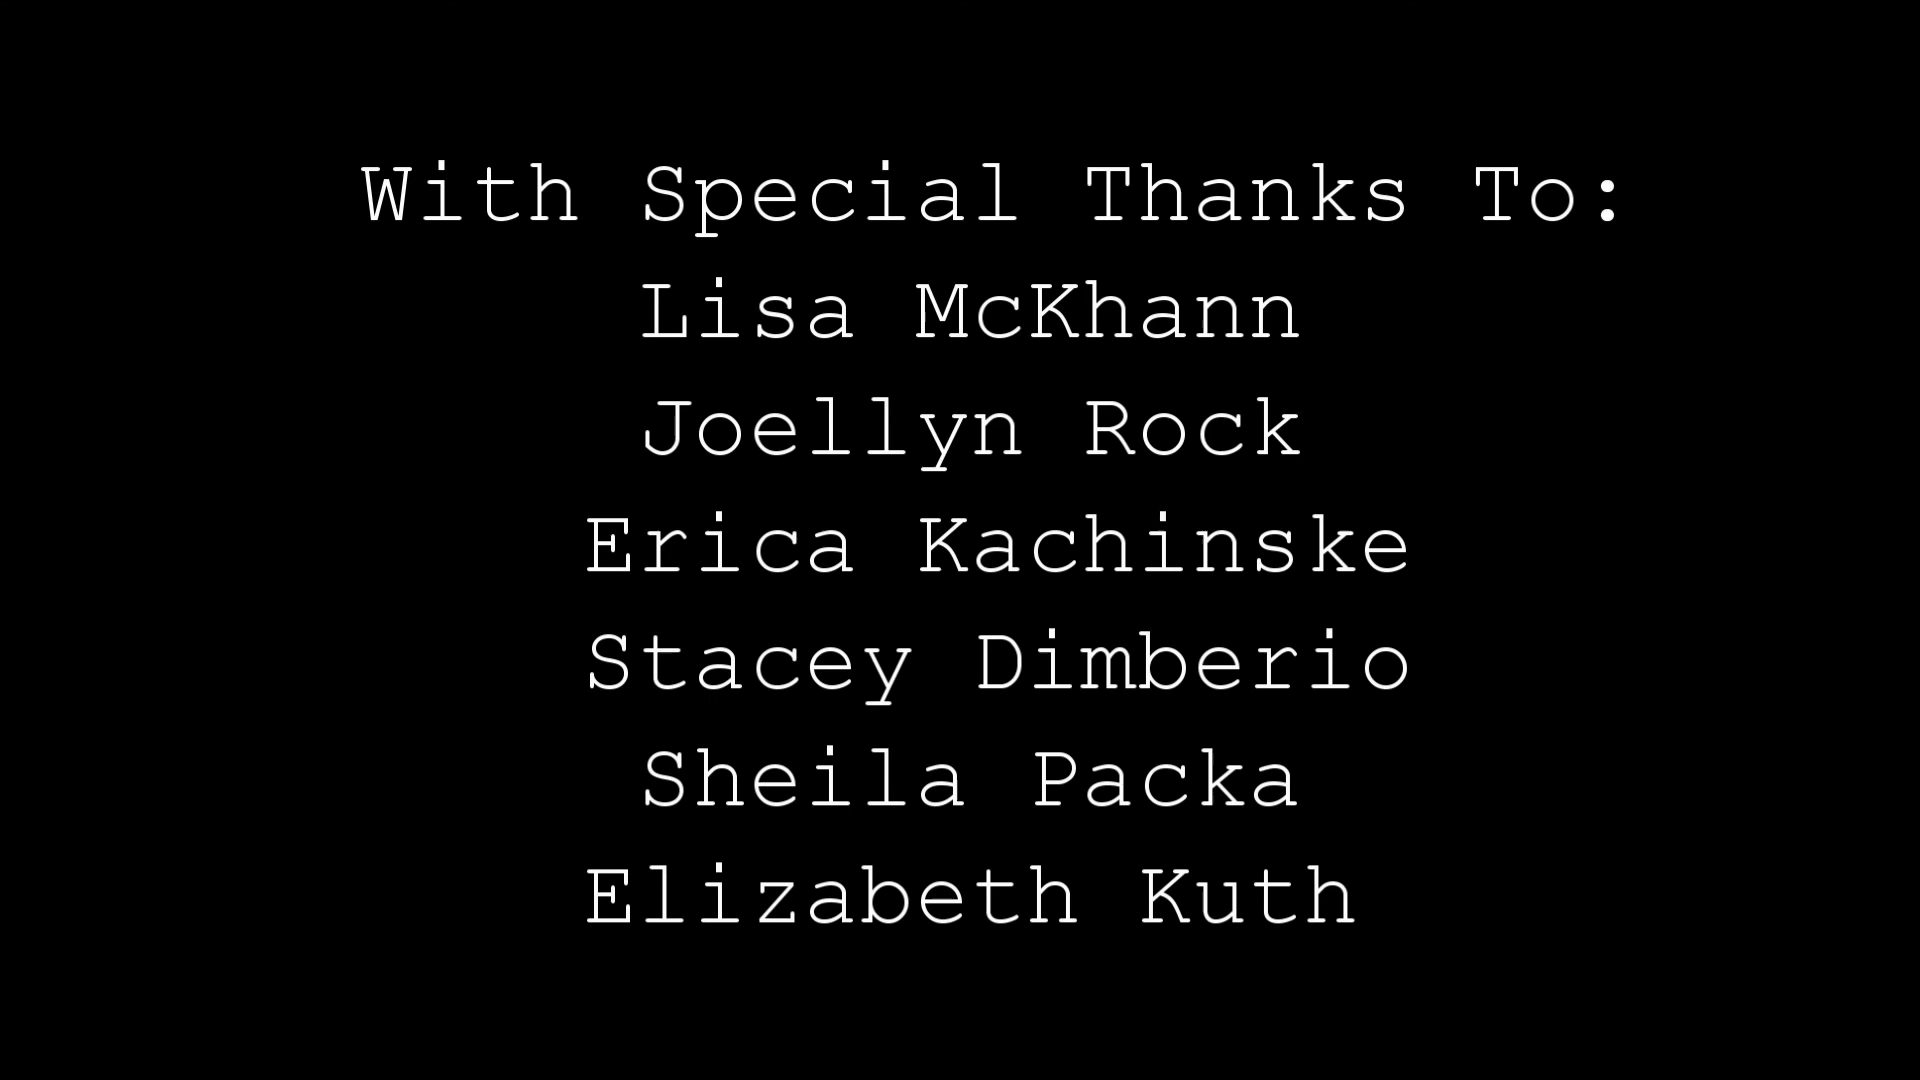 With Special Thanks To:
Lisa McKhann
Joellyn Rock
Erica Kachinske
Stacey Dimberio
Sheila Packa
Elizabeth Kuth